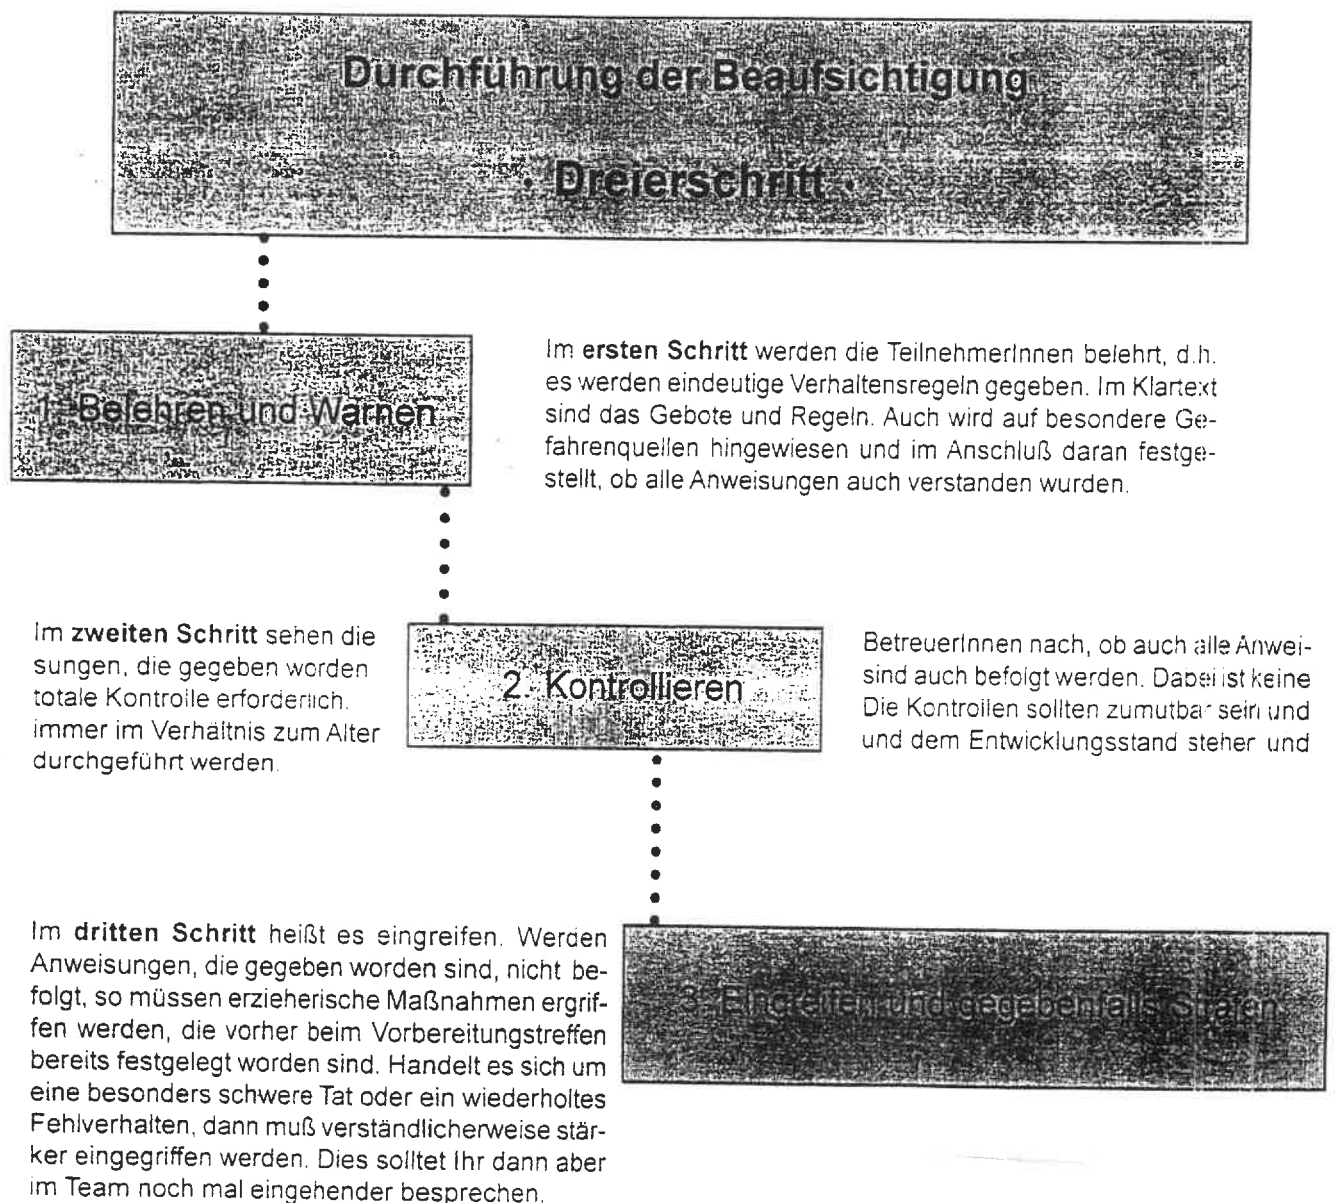 Durchführung der Beaufsichtigung
· Dreierschritt ·
1. Belehren und Warnen
Im ersten Schritt werden die TeilnehmerInnen belehrt, d.h.
es werden eindeutige Verhaltensregeln gegeben. Im Klartext
sind das Gebote und Regeln. Auch wird auf besondere Ge-
fahrenquellen hingewiesen und im Anschluß daran festge-
stellt, ob alle Anweisungen auch verstanden wurden.
2. Kontrollieren
Im zweiten Schritt sehen die BetreuerInnen nach, ob auch alle Anwei-
sungen, die gegeben worden sind auch befolgt werden. Dabei ist keine
totale Kontrolle erforderlich. Die Kontrollen sollten zumutbar sein und
immer im Verhältnis zum Alter und dem Entwicklungsstand stehen und
durchgeführt werden.
3. Eingreifen und gegebenfalls Strafen
Im dritten Schritt heißt es eingreifen. Werden
Anweisungen, die gegeben worden sind, nicht be-
folgt, so müssen erzieherische Maßnahmen ergrif-
fen werden, die vorher beim Vorbereitungstreffen
bereits festgelegt worden sind. Handelt es sich um
eine besonders schwere Tat oder ein wiederholtes
Fehlverhalten, dann muß verständlicherweise stär-
ker eingegriffen werden. Dies solltet Ihr dann aber
im Team noch mal eingehender besprechen.